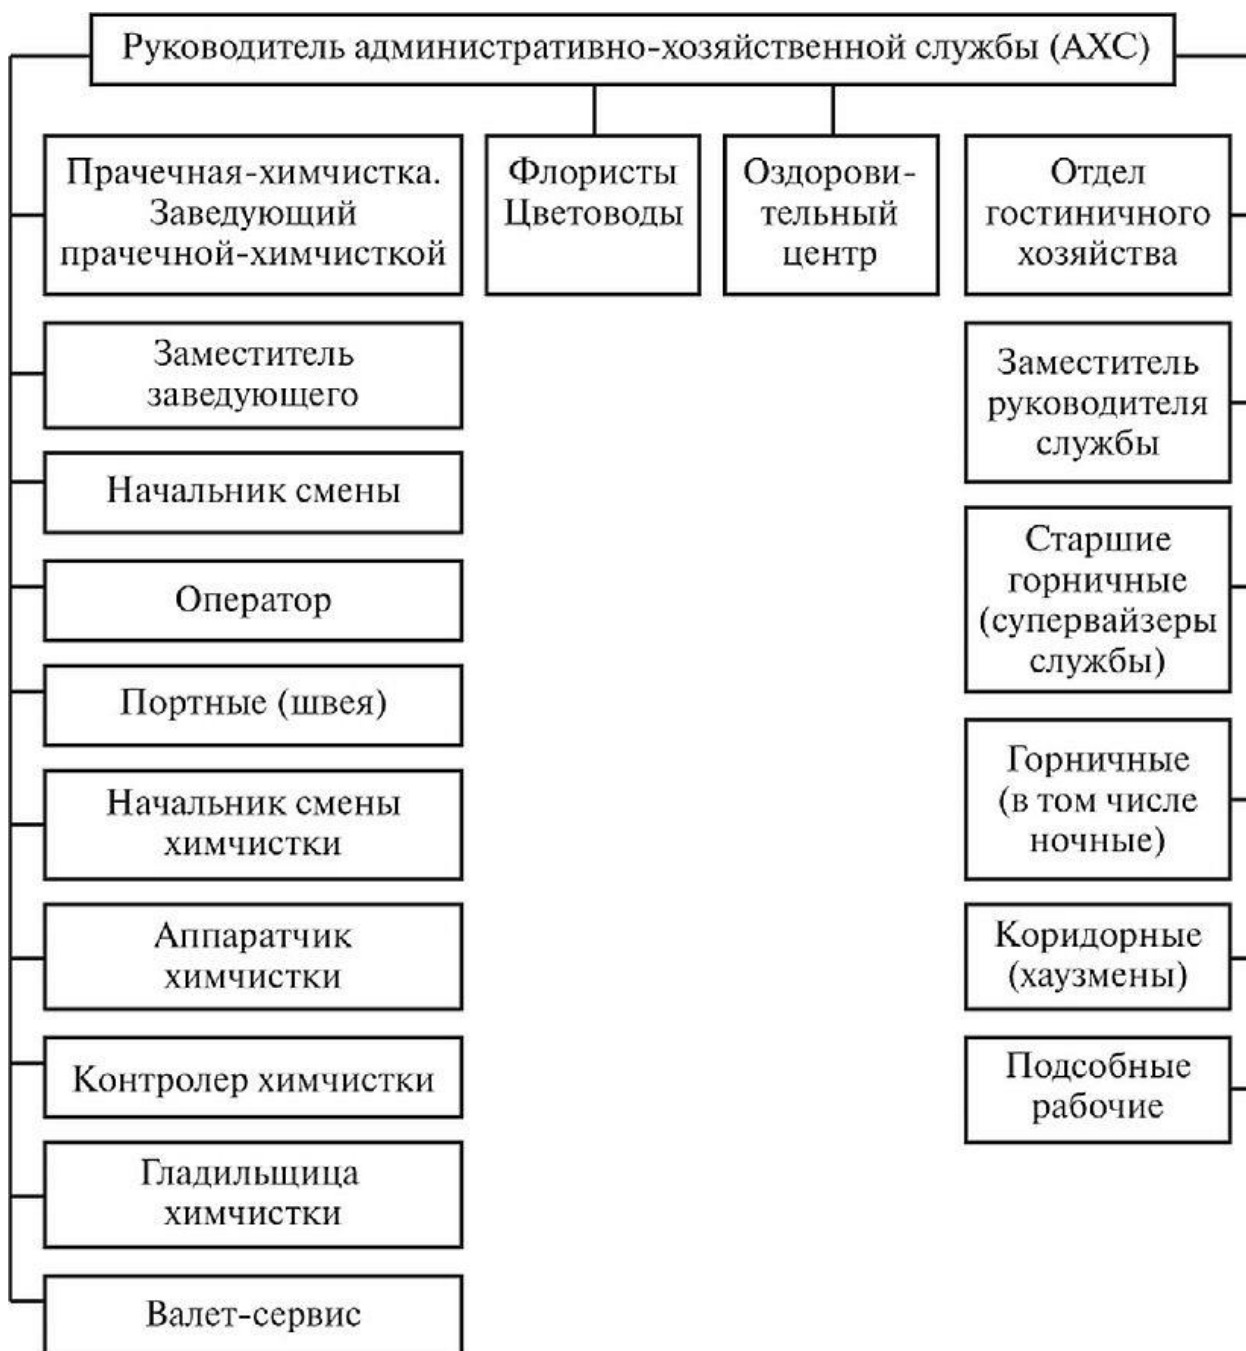 Руководитель административно-хозяйственной службы (АХС)
Прачечная-химчистка.
Заведующий
прачечной-химчисткой
Флористы
Цветоводы
Оздорови-
тельный
центр
Отдел
гостиничного
хозяйства
Заместитель
заведующего
Начальник смены
Оператор
Портные (швея)
Начальник смены
химчистки
Аппаратчик
химчистки
Контролер химчистки
Гладильщица
химчистки
Валет-сервис
Заместитель
руководителя
службы
Старшие
горничные
(супервайзеры
службы)
Горничные
(в том числе
ночные)
Коридорные
(хаузмены)
Подсобные
рабочие